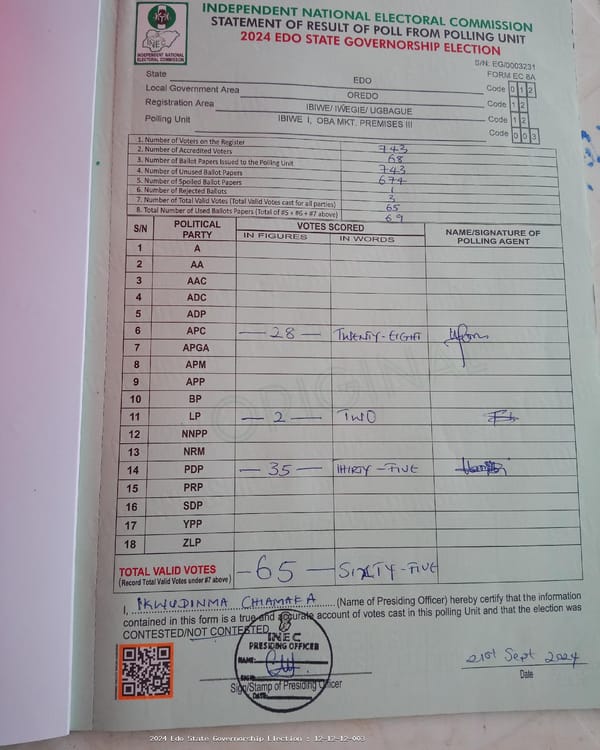 INDEPENDENT NATIONAL ELECTORAL COMMISSION
STATEMENT OF RESULT OF POLL FROM POLLING UNIT
2024 EDO STATE GOVERNORSHIP ELECTION
INEC
INDEPENDENT NATIONAL ELECTORAL COMMISSION
S/N: EG/0003231
FORM EC 8A
State EDO Code 0 1 2
Local Government Area OREDO Code 1 2
Registration Area IBIWE/ IWEGIE/ UGBAGUE Code 1 2
Polling Unit IBIWE I, OBA MKT. PREMISES III Code 0 0 3
1. Number of Voters on the Register 743
2. Number of Accredited Voters 68
3. Number of Ballot Papers Issued to the Polling Unit 743
4. Number of Unused Ballot Papers 674
5. Number of Spoiled Ballot Papers 1
6. Number of Rejected Ballots 3
7. Number of Total Valid Votes (Total Valid Votes cast for all parties) 65
8. Total Number of Used Ballots Papers (Total of #5 + #6 + #7 above) 69
S/N POLITICAL PARTY VOTES SCORED NAME/SIGNATURE OF POLLING AGENT
IN FIGURES IN WORDS
1 A
2 AA
3 AAC
4 ADC
5 ADP
6 APC 28 TWENTY-EIGHT
7 APGA
8 APM
9 APP
10 BP
11 LP 2 TWO
12 NNPP
13 NRM
14 PDP 35 THIRTY-FIVE
15 PRP
16 SDP
17 YPP
18 ZLP
TOTAL VALID VOTES 65 SIXTY-FIVE
(Record Total Valid Votes under #7 above)
ORIGINAL
I, IKWUDINMA CHIAMAKA (Name of Presiding Officer) hereby certify that the information
contained in this form is a true and accurate account of votes cast in this polling Unit and that the election was
CONTESTED/NOT CONTESTED
INEC
PRESIDING OFFICER
NAME:
SIGN:
DATE:
Sign/Stamp of Presiding Officer
21st Sept 2024
Date
2024 Edo State Governorship Election : 12-12-12-003